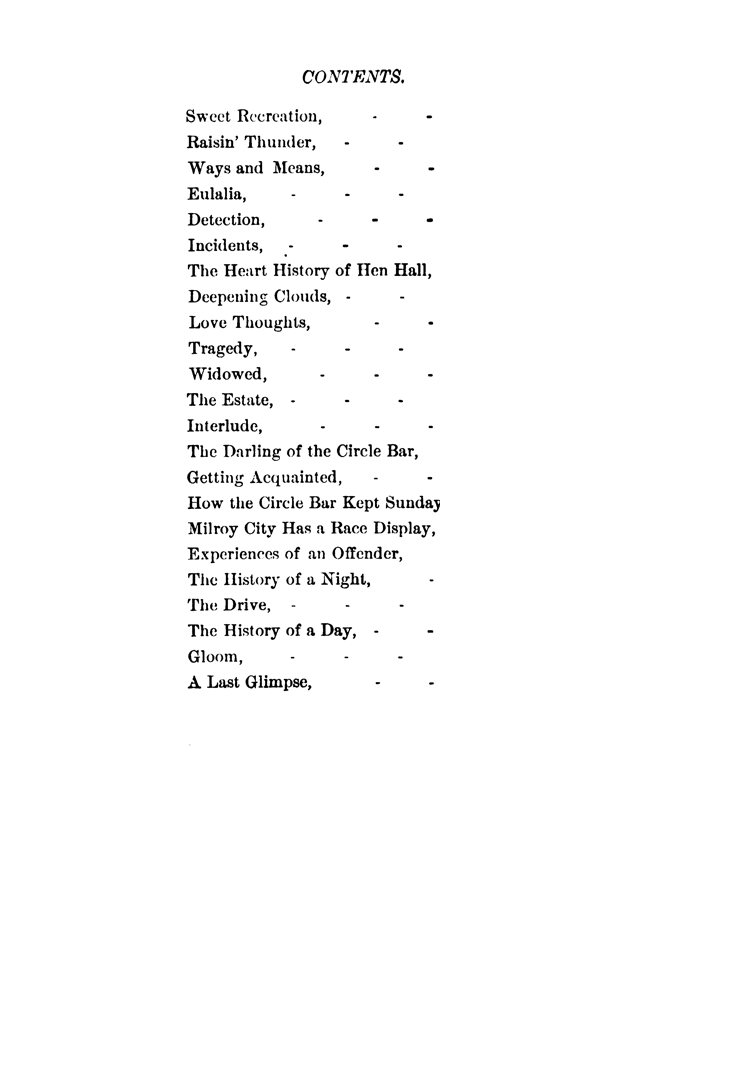 CONTENTS.
Sweet Recreation, - -
Raisin' Thunder, - -
Ways and Means, - -
Eulalia, - - -
Detection, - - -
Incidents, - - -
The Heart History of Hen Hall,
Deepening Clouds, - -
Love Thoughts, - -
Tragedy, - - -
Widowed, - - -
The Estate, - - -
Interlude, - - -
The Darling of the Circle Bar,
Getting Acquainted, - -
How the Circle Bar Kept Sunday
Milroy City Has a Race Display,
Experiences of an Offender,
The History of a Night, -
The Drive, - - -
The History of a Day, - -
Gloom, - - -
A Last Glimpse, - -